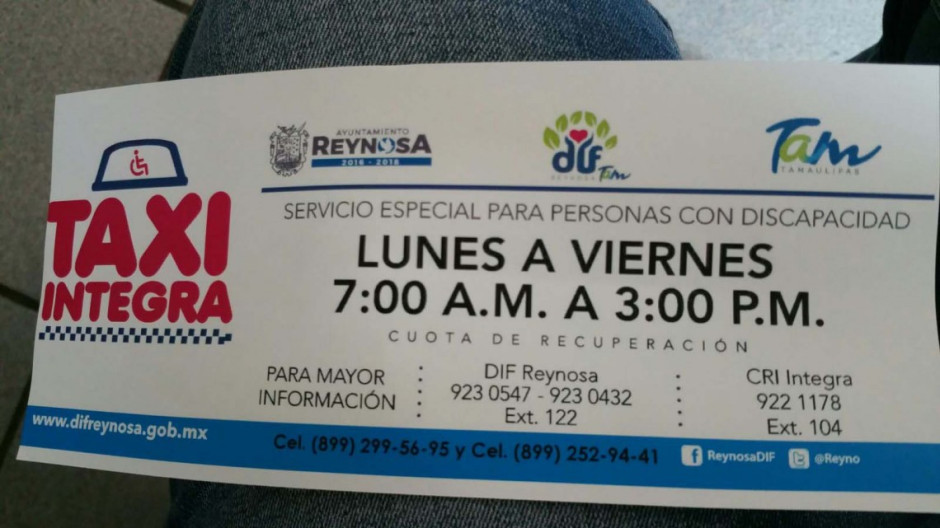 AYUNTAMIENTO
REYNOSA
2016 - 2018
dif
REYNOSA Tam
Tam
TAMAULIPAS
TAXI
INTEGRA
SERVICIO ESPECIAL PARA PERSONAS CON DISCAPACIDAD
LUNES A VIERNES
7:00 A.M. A 3:00 P.M.
CUOTA DE RECUPERACIÓN
PARA MAYOR
INFORMACIÓN
DIF Reynosa
923 0547 - 923 0432
Ext. 122
CRI Integra
922 1178
Ext. 104
www.difreynosa.gob.mx
Cel. (899) 299-56-95 y Cel. (899) 252-94-41
f ReynosaDIF
@Reyno